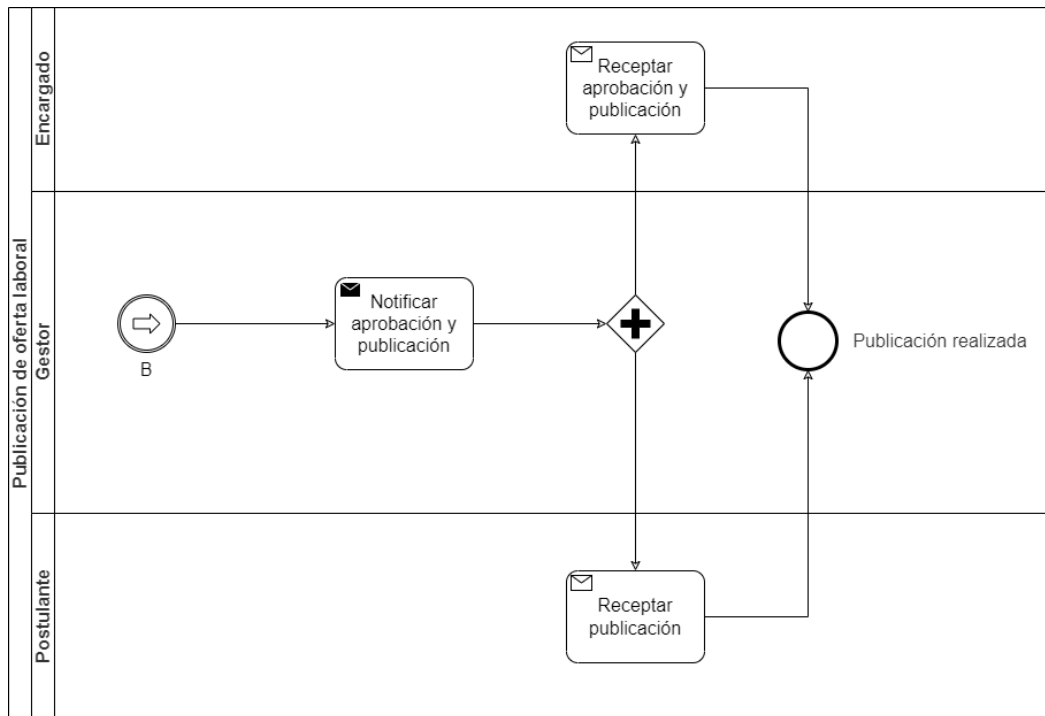 Publicación de oferta laboral
Encargado
Receptar
aprobación y
publicación
Gestor
B
Notificar
aprobación y
publicación
Publicación realizada
Postulante
Receptar
publicación